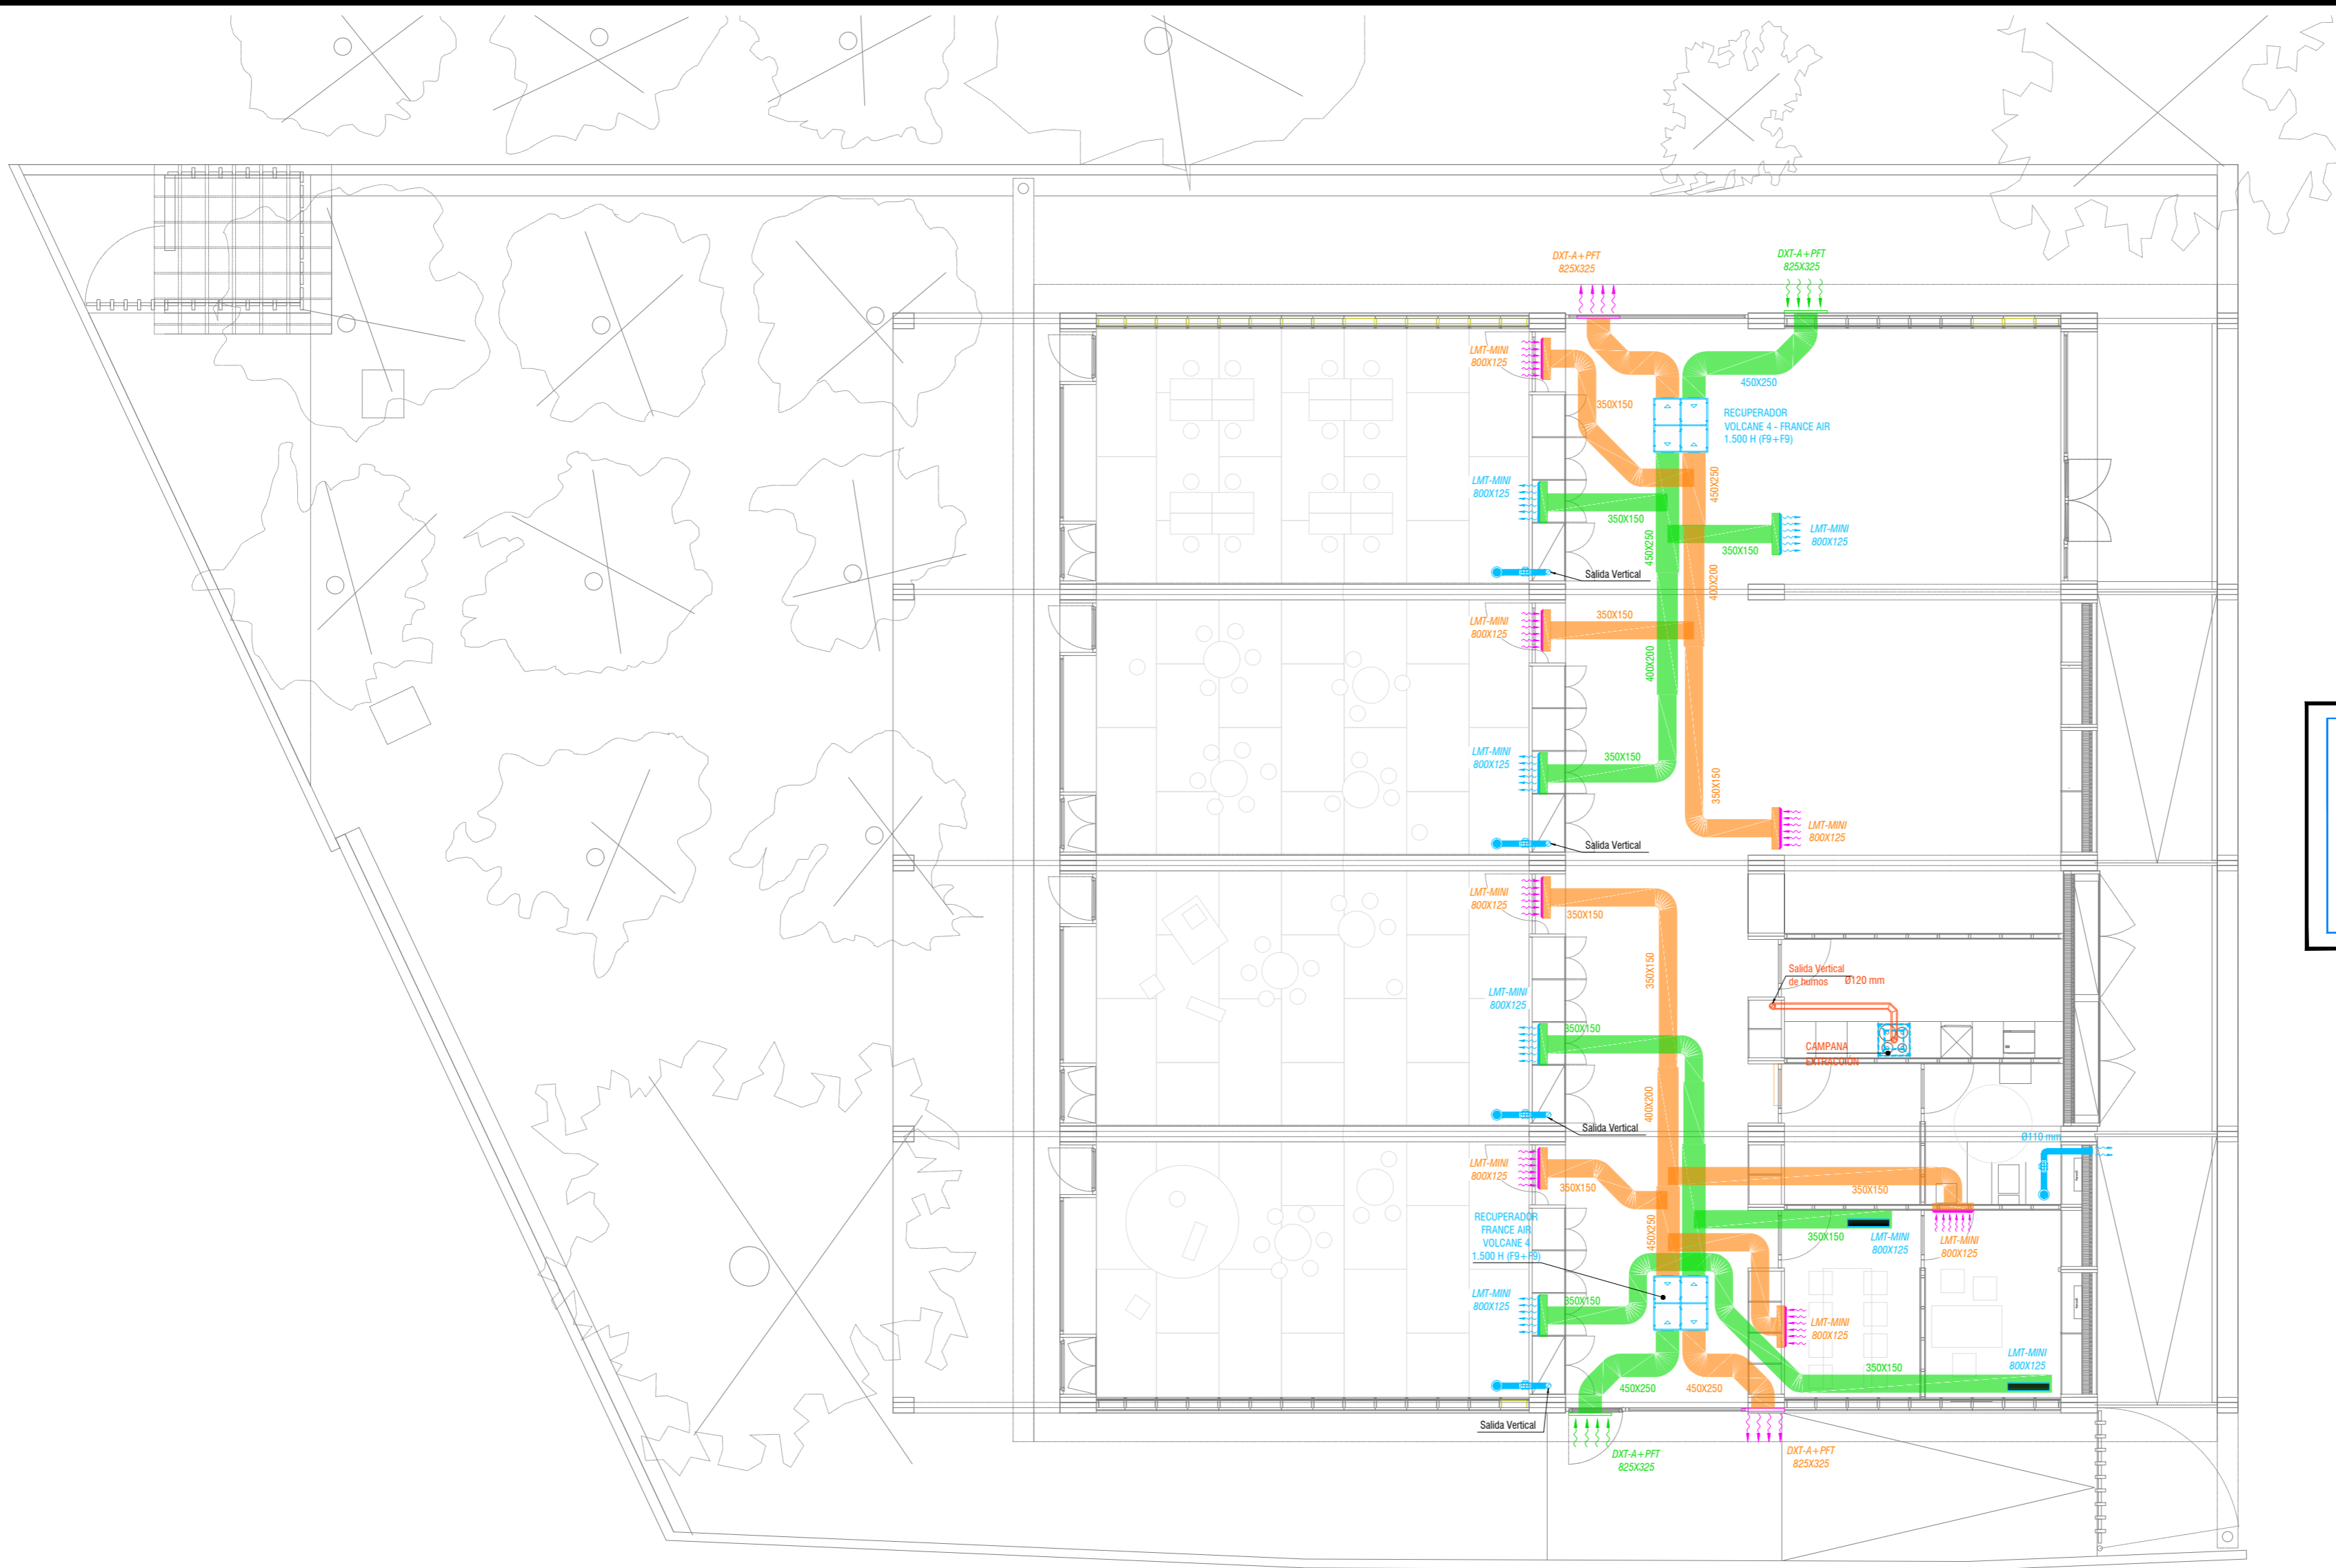 DXT-A+PFT
825X325
DXT-A+PFT
825X325
LMT-MINI
800X125
350X150
450X250
RECUPERADOR
VOLCANE 4 - FRANCE AIR
1.500 H (F9+F9)
LMT-MINI
800X125
350X150
450X250
450X250
350X150
LMT-MINI
800X125
Salida Vertical
400X200
LMT-MINI
800X125
350X150
400X200
LMT-MINI
800X125
350X150
350X150
LMT-MINI
800X125
Salida Vertical
LMT-MINI
800X125
350X150
350X150
Salida Vertical
de humos
Ø120 mm
LMT-MINI
800X125
350X150
CAMPANA
EXTRACCIÓN
400X200
Salida Vertical
Ø110 mm
LMT-MINI
800X125
350X150
350X150
RECUPERADOR
FRANCE AIR
VOLCANE 4
1.500 H (F9+F9)
450X250
350X150
LMT-MINI
800X125
LMT-MINI
800X125
LMT-MINI
800X125
350X150
LMT-MINI
800X125
LMT-MINI
800X125
350X150
450X250
450X250
Salida Vertical
DXT-A+PFT
825X325
DXT-A+PFT
825X325